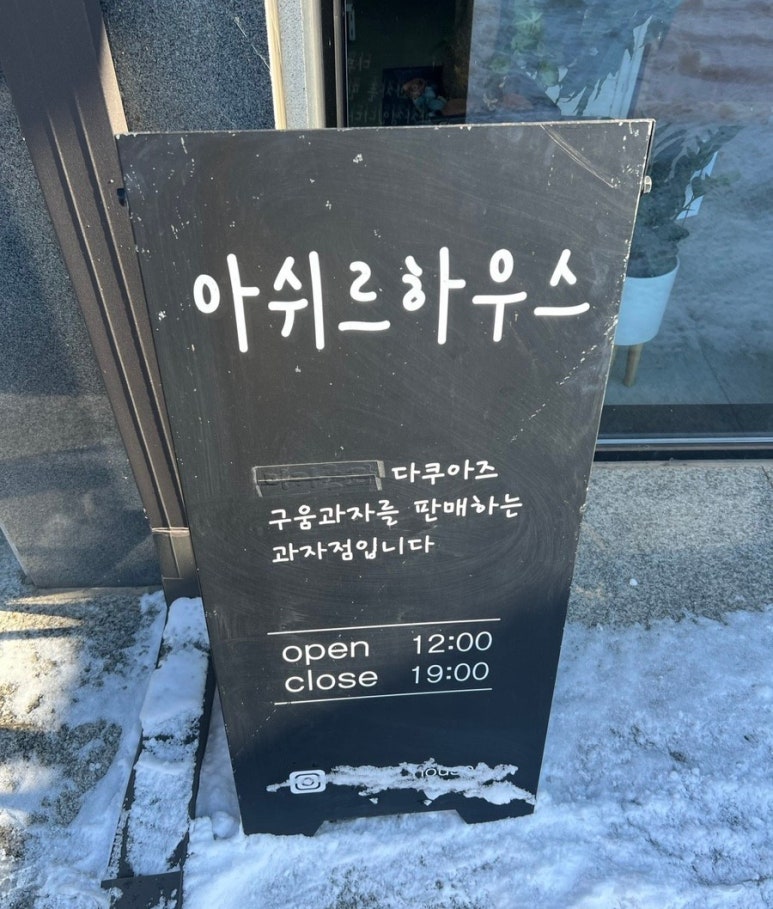 아쉬르하우스
다쿠아즈
구움과자를 판매하는
과자점입니다
open 12:00
close 19:00